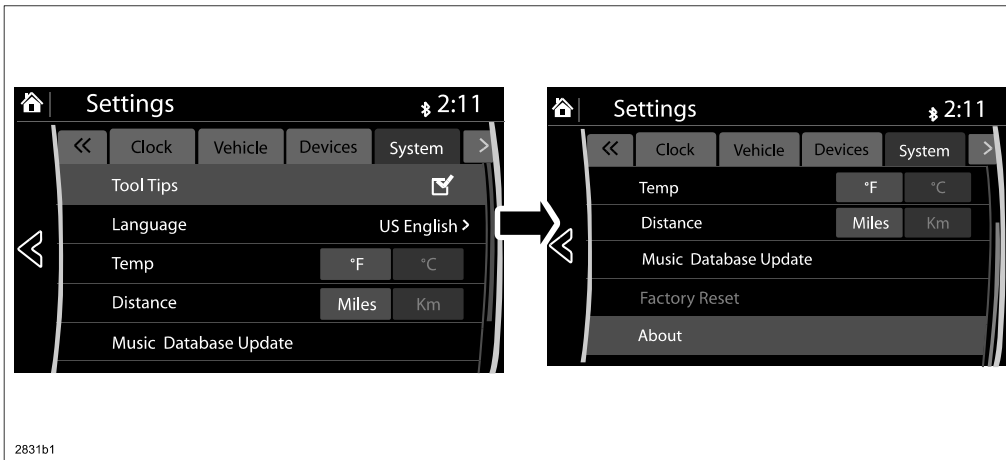 Settings 2:11
« Clock Vehicle Devices System >
Tool Tips
Language US English >
Temp °F °C
Distance Miles Km
Music Database Update
Settings 2:11
« Clock Vehicle Devices System >
Temp °F °C
Distance Miles Km
Music Database Update
Factory Reset
About
2831b1